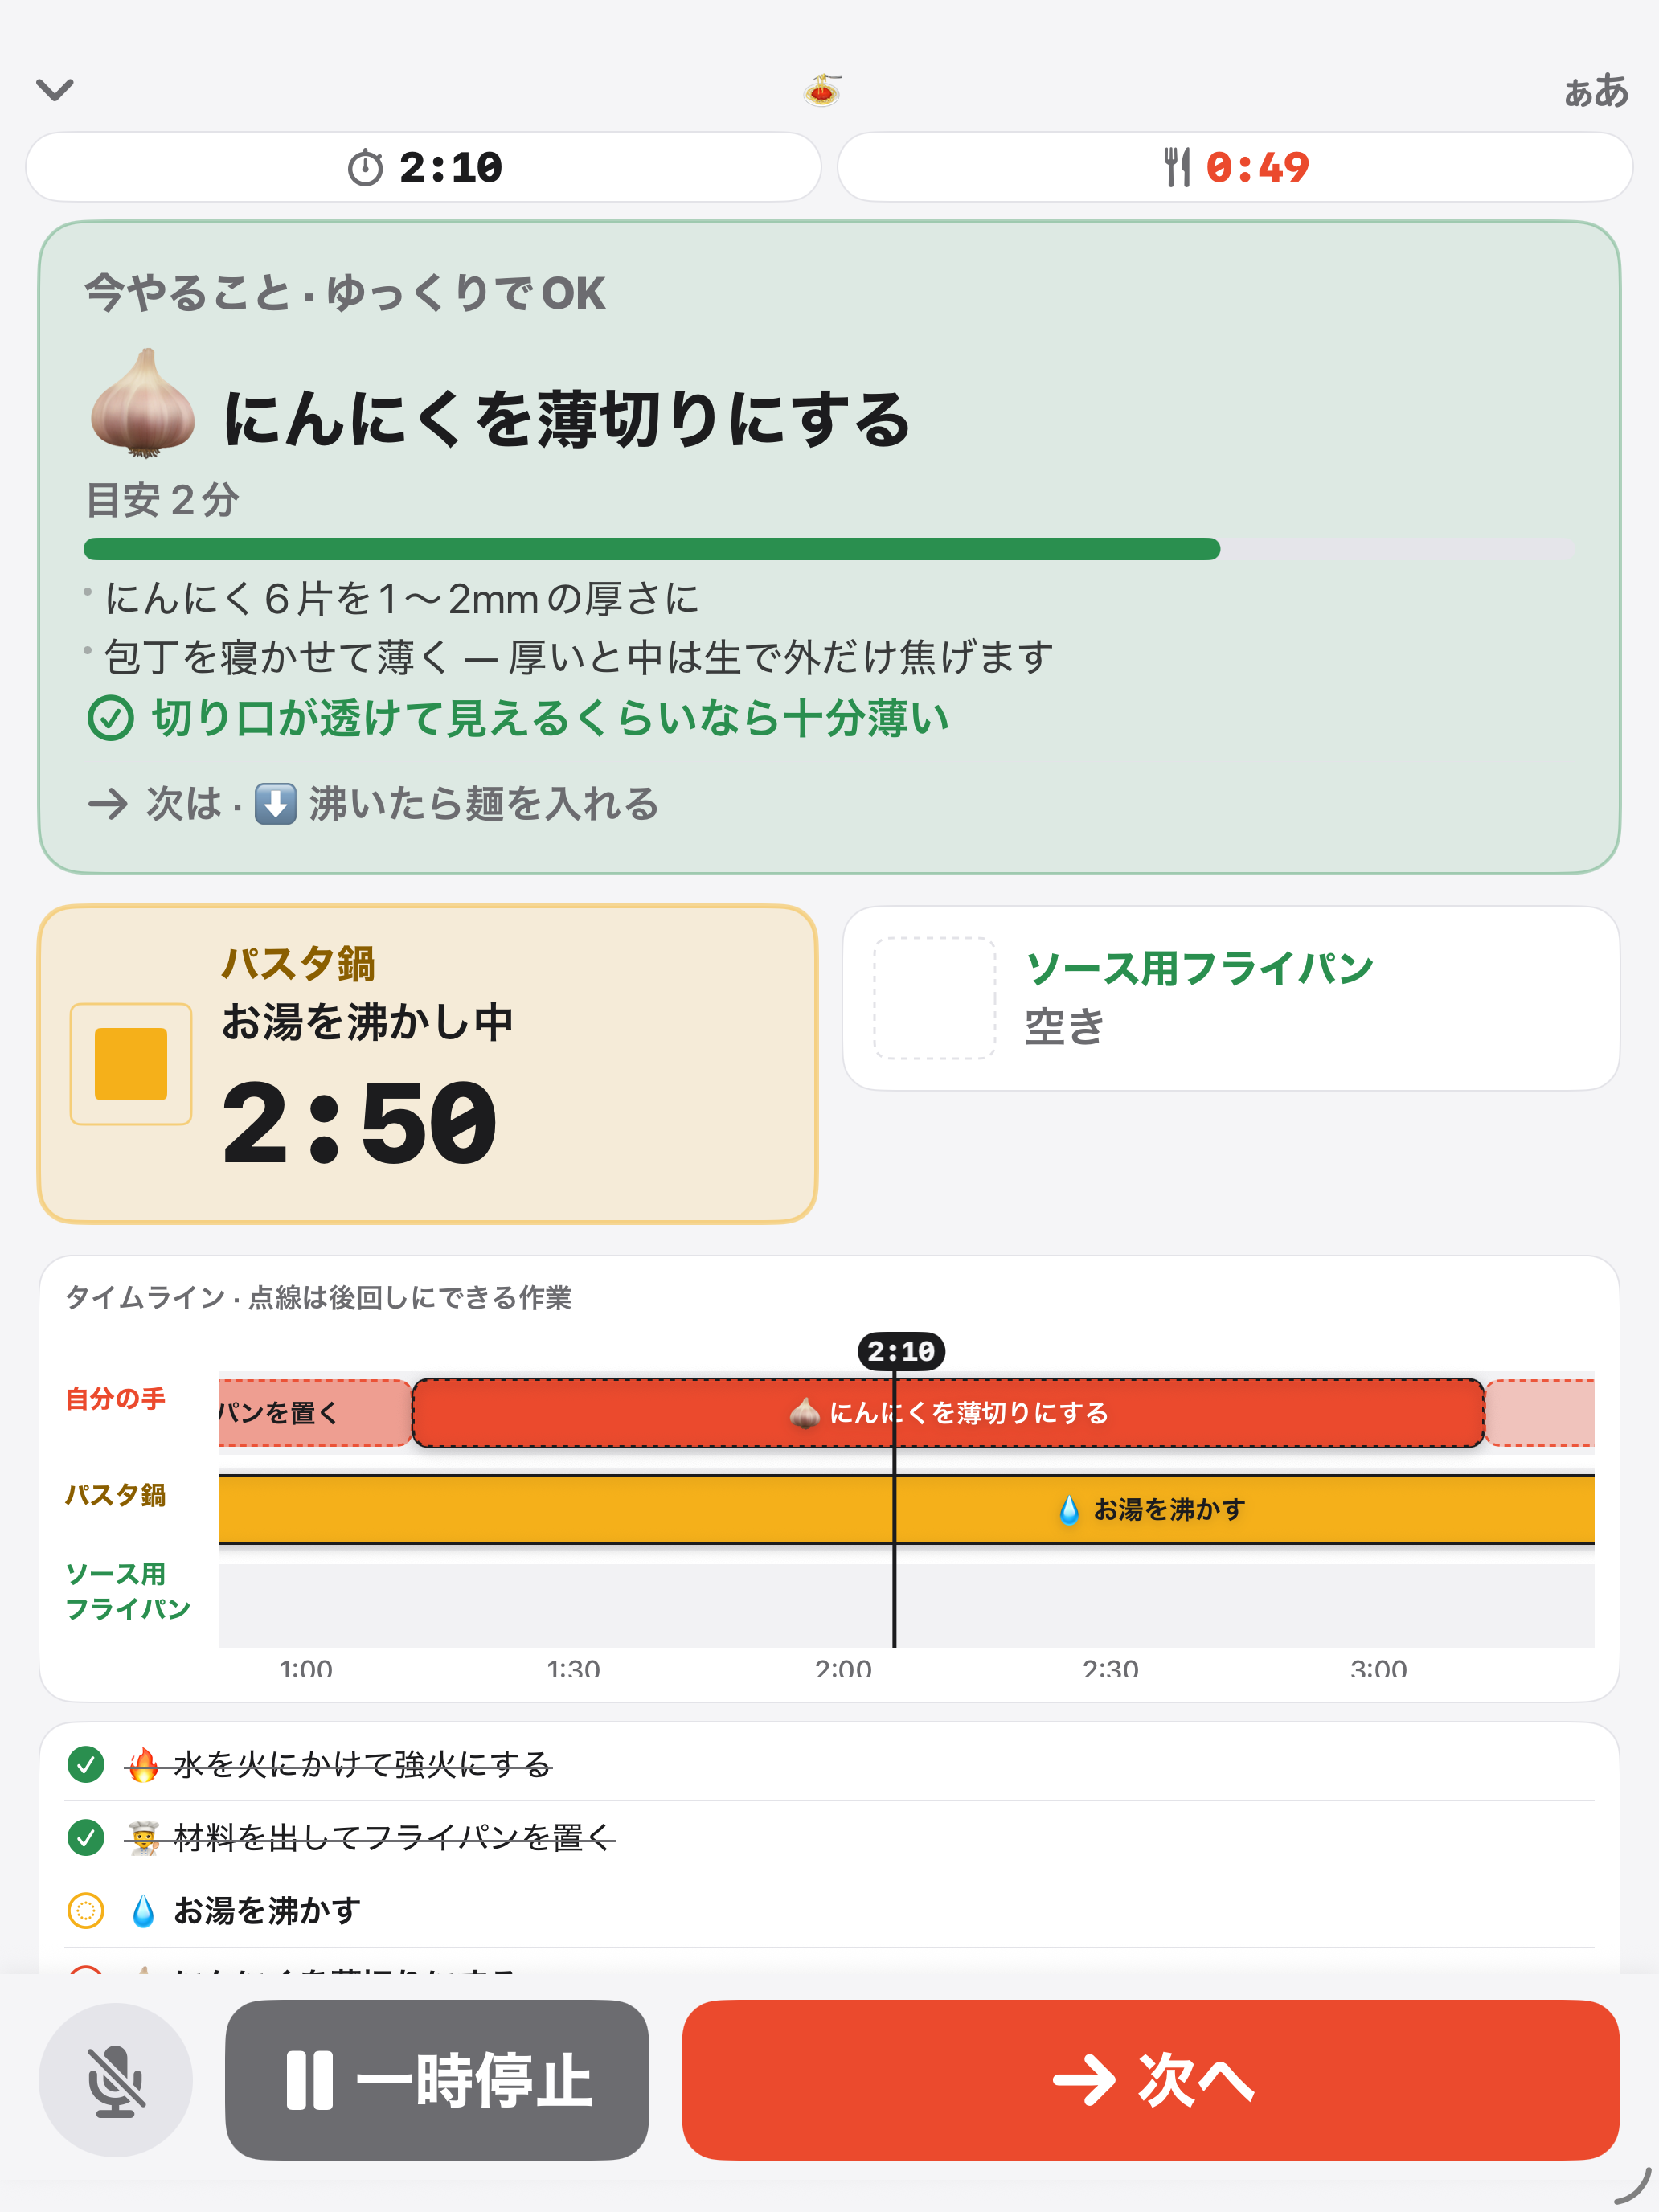 ぁあ
2:10
0:49
今やること · ゆっくりでOK
にんにくを薄切りにする
目安 2 分
にんにく 6 片を 1〜2mm の厚さに
包丁を寝かせて薄く — 厚いと中は生で外だけ焦げます
切り口が透けて見えるくらいなら十分薄い
次は · ⬇️ 沸いたら麺を入れる
パスタ鍋
お湯を沸かし中
2:50
ソース用フライパン
空き
タイムライン · 点線は後回しにできる作業
2:10
自分の手
パンを置く
にんにくを薄切りにする
パスタ鍋
お湯を沸かす
ソース用
フライパン
1:00
1:30
2:00
2:30
3:00
水を火にかけて強火にする
材料を出してフライパンを置く
お湯を沸かす
一時停止
次へ